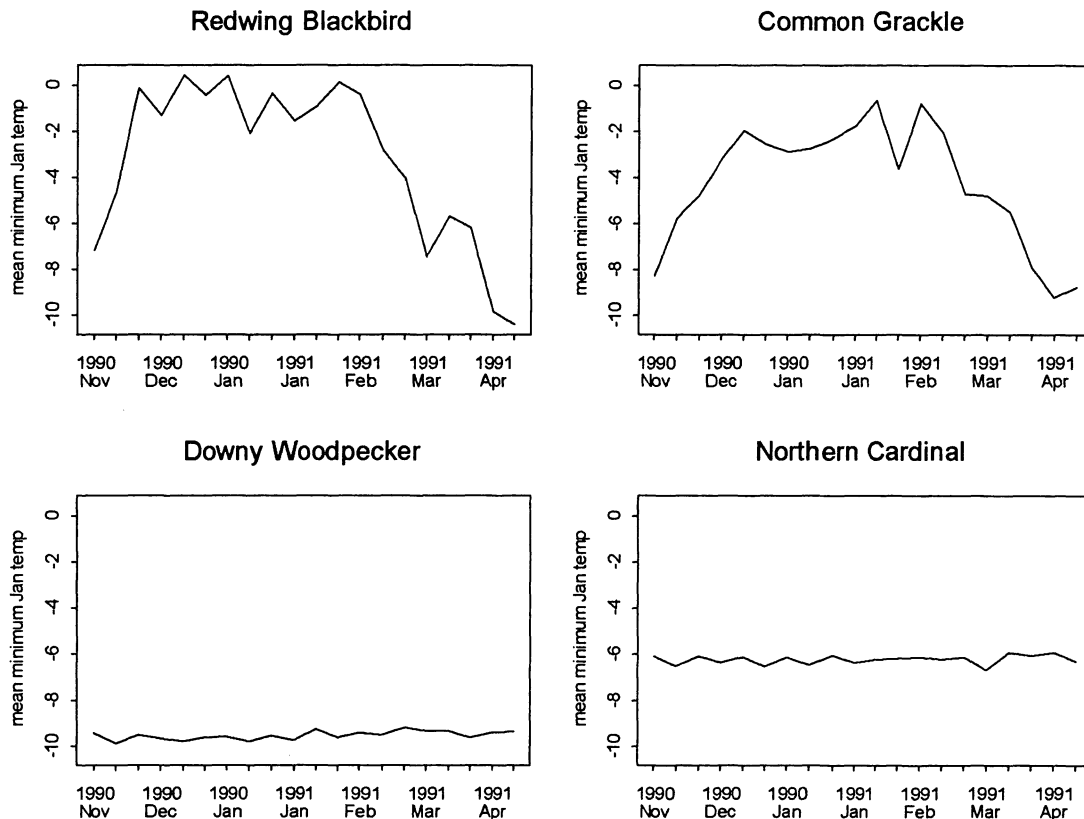 Redwing Blackbird
mean minimum Jan temp
0
-2
-4
-6
-8
-10
1990 1990 1990 1991 1991 1991 1991
Nov Dec Jan Jan Feb Mar Apr
Common Grackle
mean minimum Jan temp
0
-2
-4
-6
-8
-10
1990 1990 1990 1991 1991 1991 1991
Nov Dec Jan Jan Feb Mar Apr
Downy Woodpecker
mean minimum Jan temp
0
-2
-4
-6
-8
-10
1990 1990 1990 1991 1991 1991 1991
Nov Dec Jan Jan Feb Mar Apr
Northern Cardinal
mean minimum Jan temp
0
-2
-4
-6
-8
-10
1990 1990 1990 1991 1991 1991 1991
Nov Dec Jan Jan Feb Mar Apr